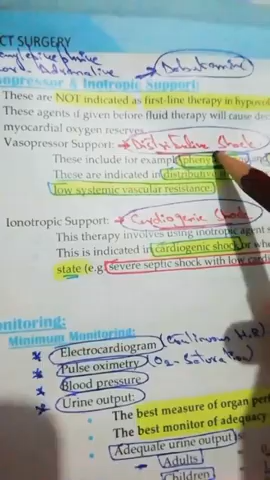 CT SURGERY
Dobutamine
Vasopressor & Inotropic Support:
These are NOT indicated as first-line therapy in hypovol
These agents if given before fluid therapy will cause dec
myocardial oxygen reserves.
Vasopressor Support: Distributive Shock
These include for example pheny
These are indicated in distributive
low systemic vascular resistance.
Ionotropic Support: Cardiogenic Shock
This therapy involves using inotropic agent s
This is indicated in cardiogenic shock or wh
state (e.g. severe septic shock with low cardi
onitoring:
Minimum Monitoring:
Electrocardiogram (Continuous H.R)
Pulse oximetry (O2-Saturation)
Blood pressure
Urine output:
The best measure of organ per
The best monitor of adequacy
Adequate urine output
Adults
Children